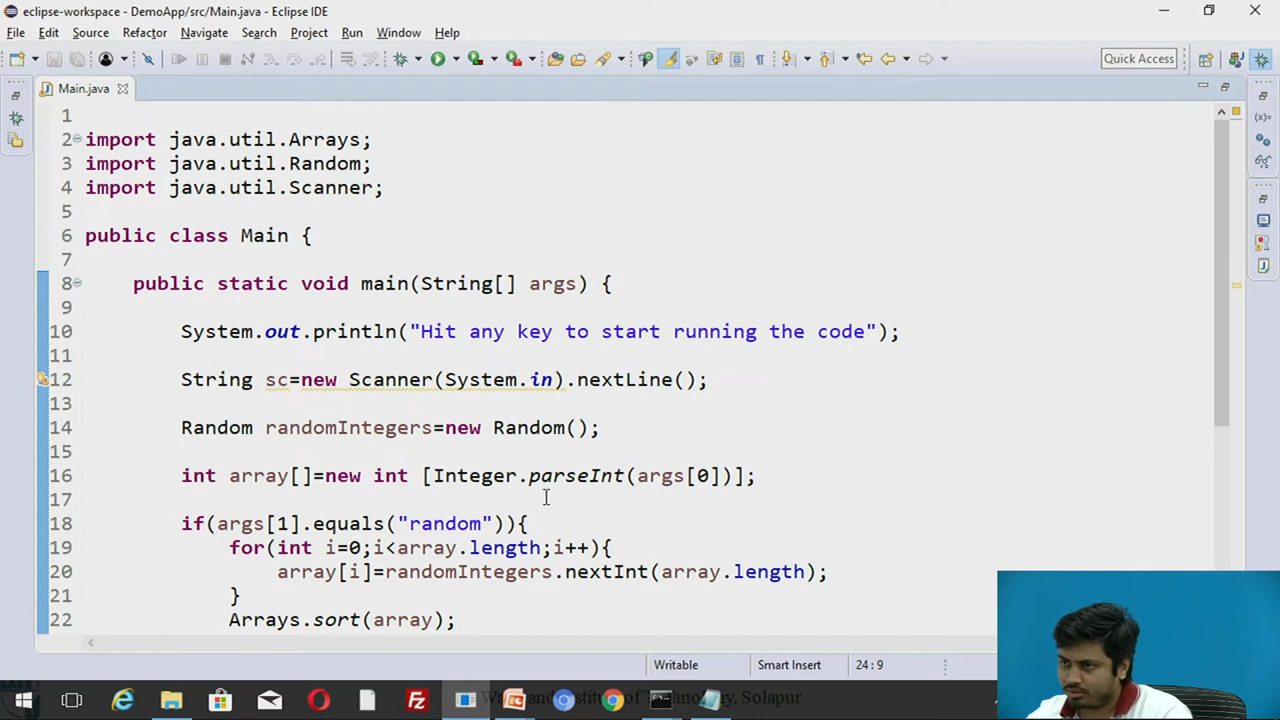 eclipse-workspace - DemoApp/src/Main.java - Eclipse IDE
File Edit Source Refactor Navigate Search Project Run Window Help
Quick Access
Main.java
1
2 import java.util.Arrays;
3 import java.util.Random;
4 import java.util.Scanner;
5
6 public class Main {
7
8 public static void main(String[] args) {
9
10 System.out.println("Hit any key to start running the code");
11
12 String sc=new Scanner(System.in).nextLine();
13
14 Random randomIntegers=new Random();
15
16 int array[]=new int [Integer.parseInt(args[0])];
17
18 if(args[1].equals("random")){
19 for(int i=0;i<array.length;i++){
20 array[i]=randomIntegers.nextInt(array.length);
21 }
22 Arrays.sort(array);
Writable Smart Insert 24:9
of Technology, Solapur